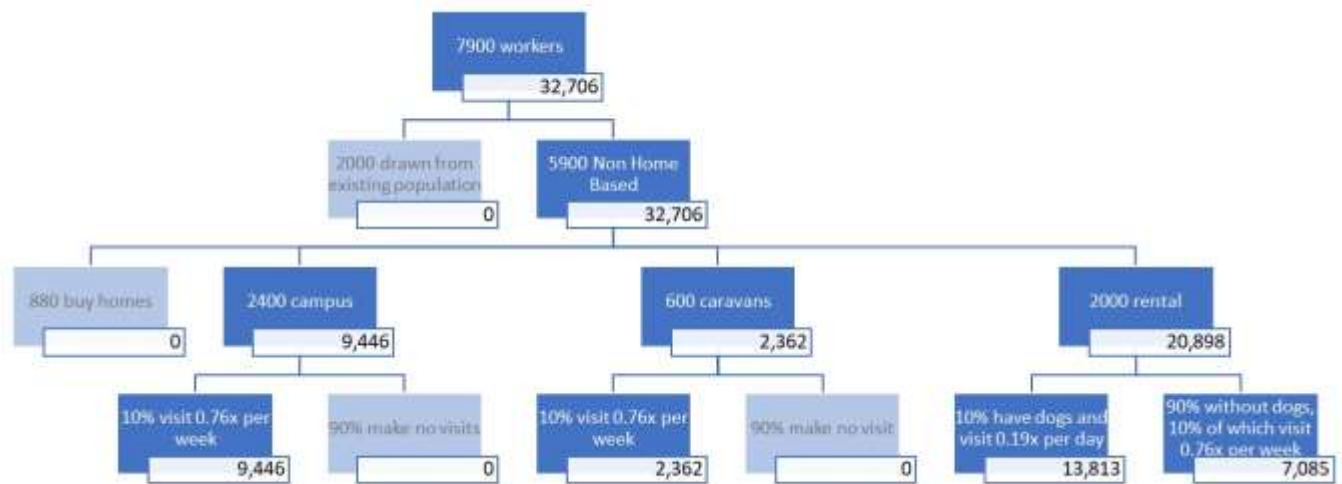 7900 workers
32,706
2000 drawn from
existing population
0
5900 Non Home
Based
32,706
880 buy homes
0
2400 campus
9,446
600 caravans
2,362
2000 rental
20,898
10% visit 0.76x per
week
9,446
90% make no visits
0
10% visit 0.76x per
week
2,362
90% make no visit
0
10% have dogs and
visit 0.19x per day
13,813
90% without dogs,
10% of which visit
0.76x per week
7,085